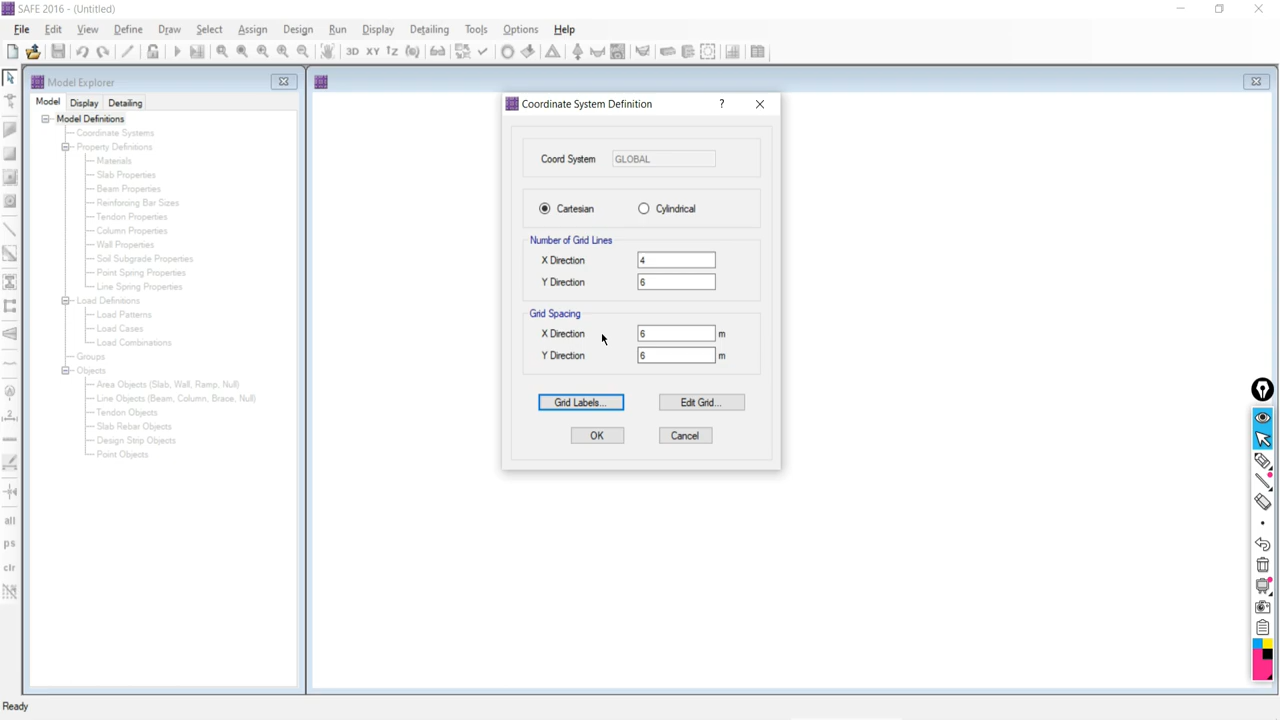 SAFE 2016 - (Untitled)
File Edit View Define Draw Select Assign Design Run Display Detailing Tools Options Help
3D XY
Model Explorer
Model Display Detailing
Model Definitions
Coordinate Systems
Property Definitions
Materials
Slab Properties
Beam Properties
Reinforcing Bar Sizes
Tendon Properties
Column Properties
Wall Properties
Soil Subgrade Properties
Point Spring Properties
Line Spring Properties
Load Definitions
Load Patterns
Load Cases
Load Combinations
Groups
Objects
Area Objects (Slab, Wall, Ramp, Null)
Line Objects (Beam, Column, Brace, Null)
Tendon Objects
Slab Rebar Objects
Design Strip Objects
Point Objects
all
ps
clr
Coordinate System Definition ?
Coord System GLOBAL
Cartesian Cylindrical
Number of Grid Lines
X Direction 4
Y Direction 6
Grid Spacing
X Direction 6 m
Y Direction 6 m
Grid Labels... Edit Grid...
OK Cancel
Ready